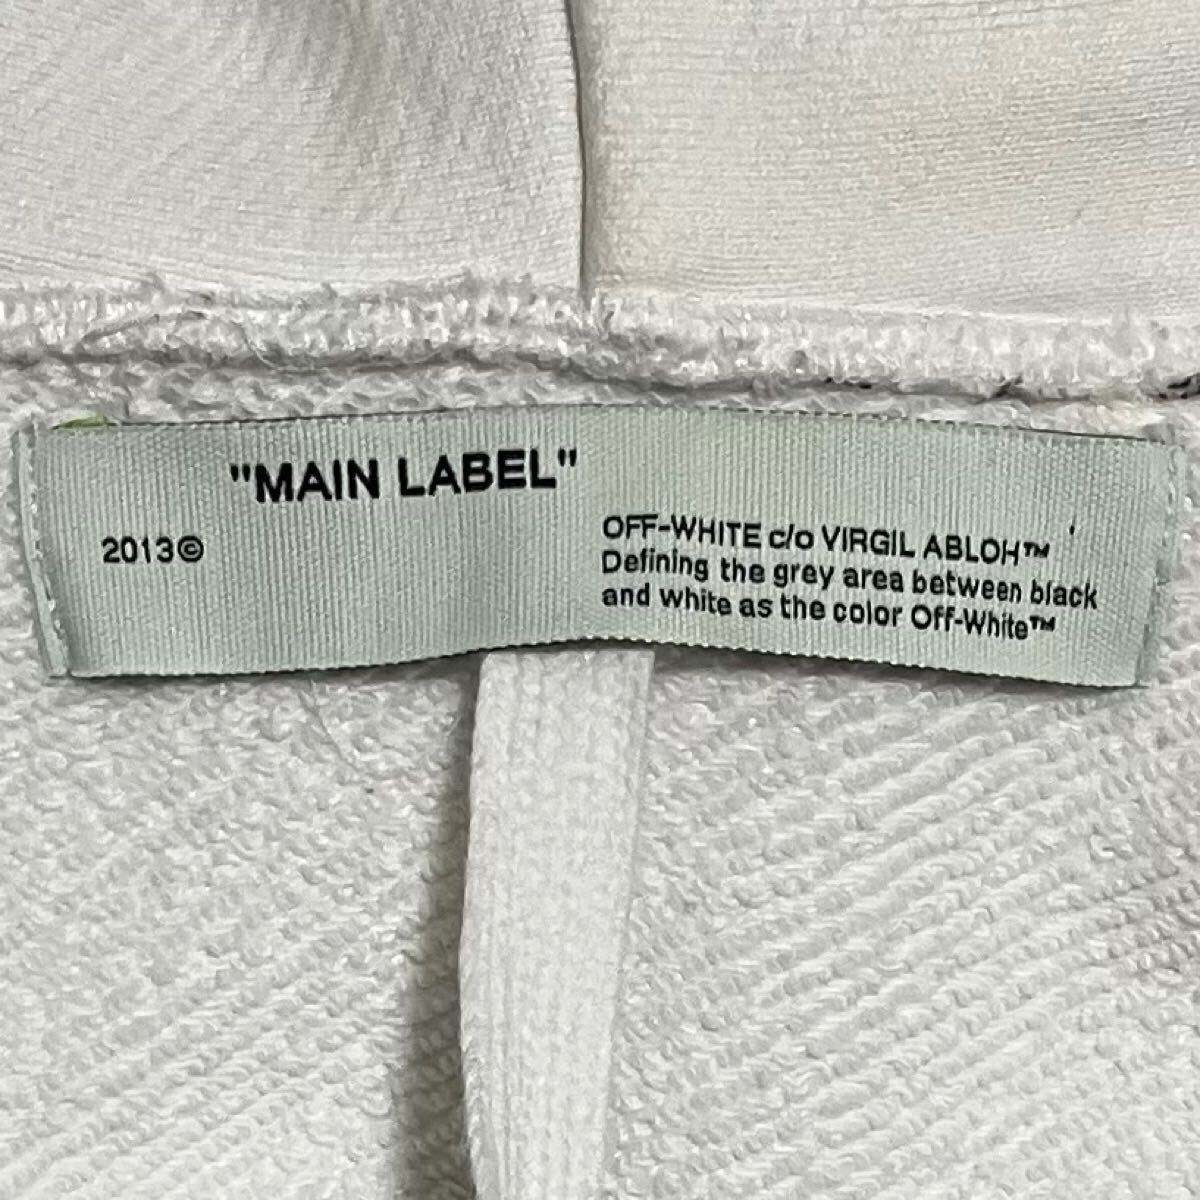 "MAIN LABEL"
2013©
OFF-WHITE c/o VIRGIL ABLOH™
Defining the grey area between black
and white as the color Off-White™